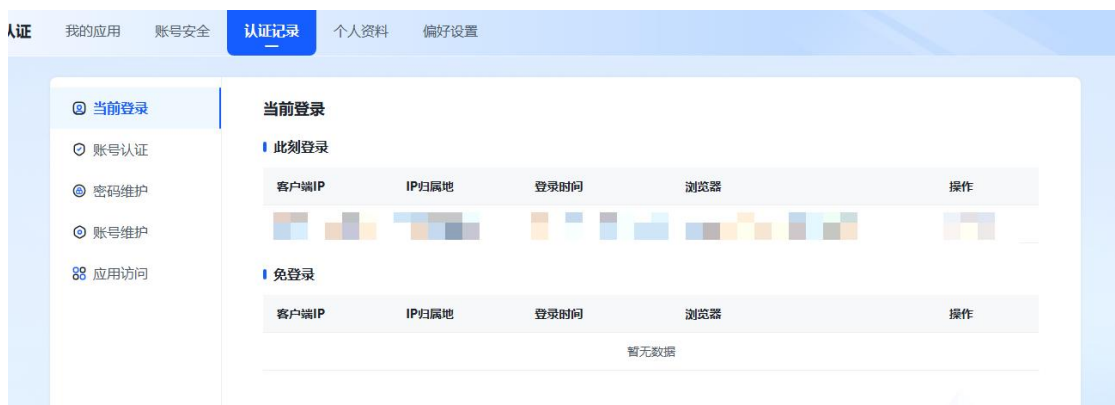 认证 我的应用 账号安全 认证记录 个人资料 偏好设置
当前登录
账号认证
密码维护
账号维护
应用访问
当前登录
此刻登录
客户端IP IP归属地 登录时间 浏览器 操作
免登录
客户端IP IP归属地 登录时间 浏览器 操作
暂无数据